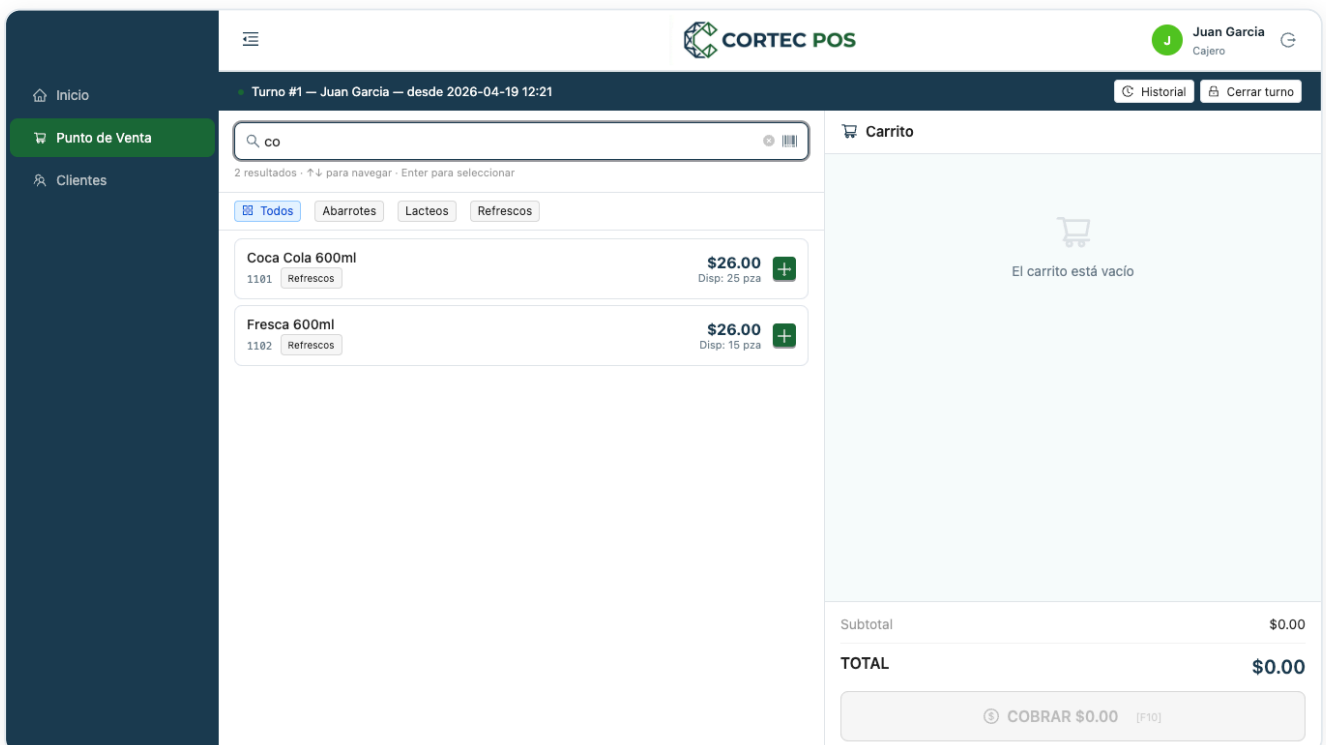 CORTEC POS
J
Juan Garcia
Cajero
Inicio
Punto de Venta
Clientes
Turno #1 — Juan Garcia — desde 2026-04-19 12:21
Historial
Cerrar turno
co
2 resultados · ↑↓ para navegar · Enter para seleccionar
Todos
Abarrotes
Lacteos
Refrescos
Coca Cola 600ml
1101 Refrescos
$26.00
Disp: 25 pza
Fresca 600ml
1102 Refrescos
$26.00
Disp: 15 pza
Carrito
El carrito está vacío
Subtotal $0.00
TOTAL $0.00
COBRAR $0.00 [F10]